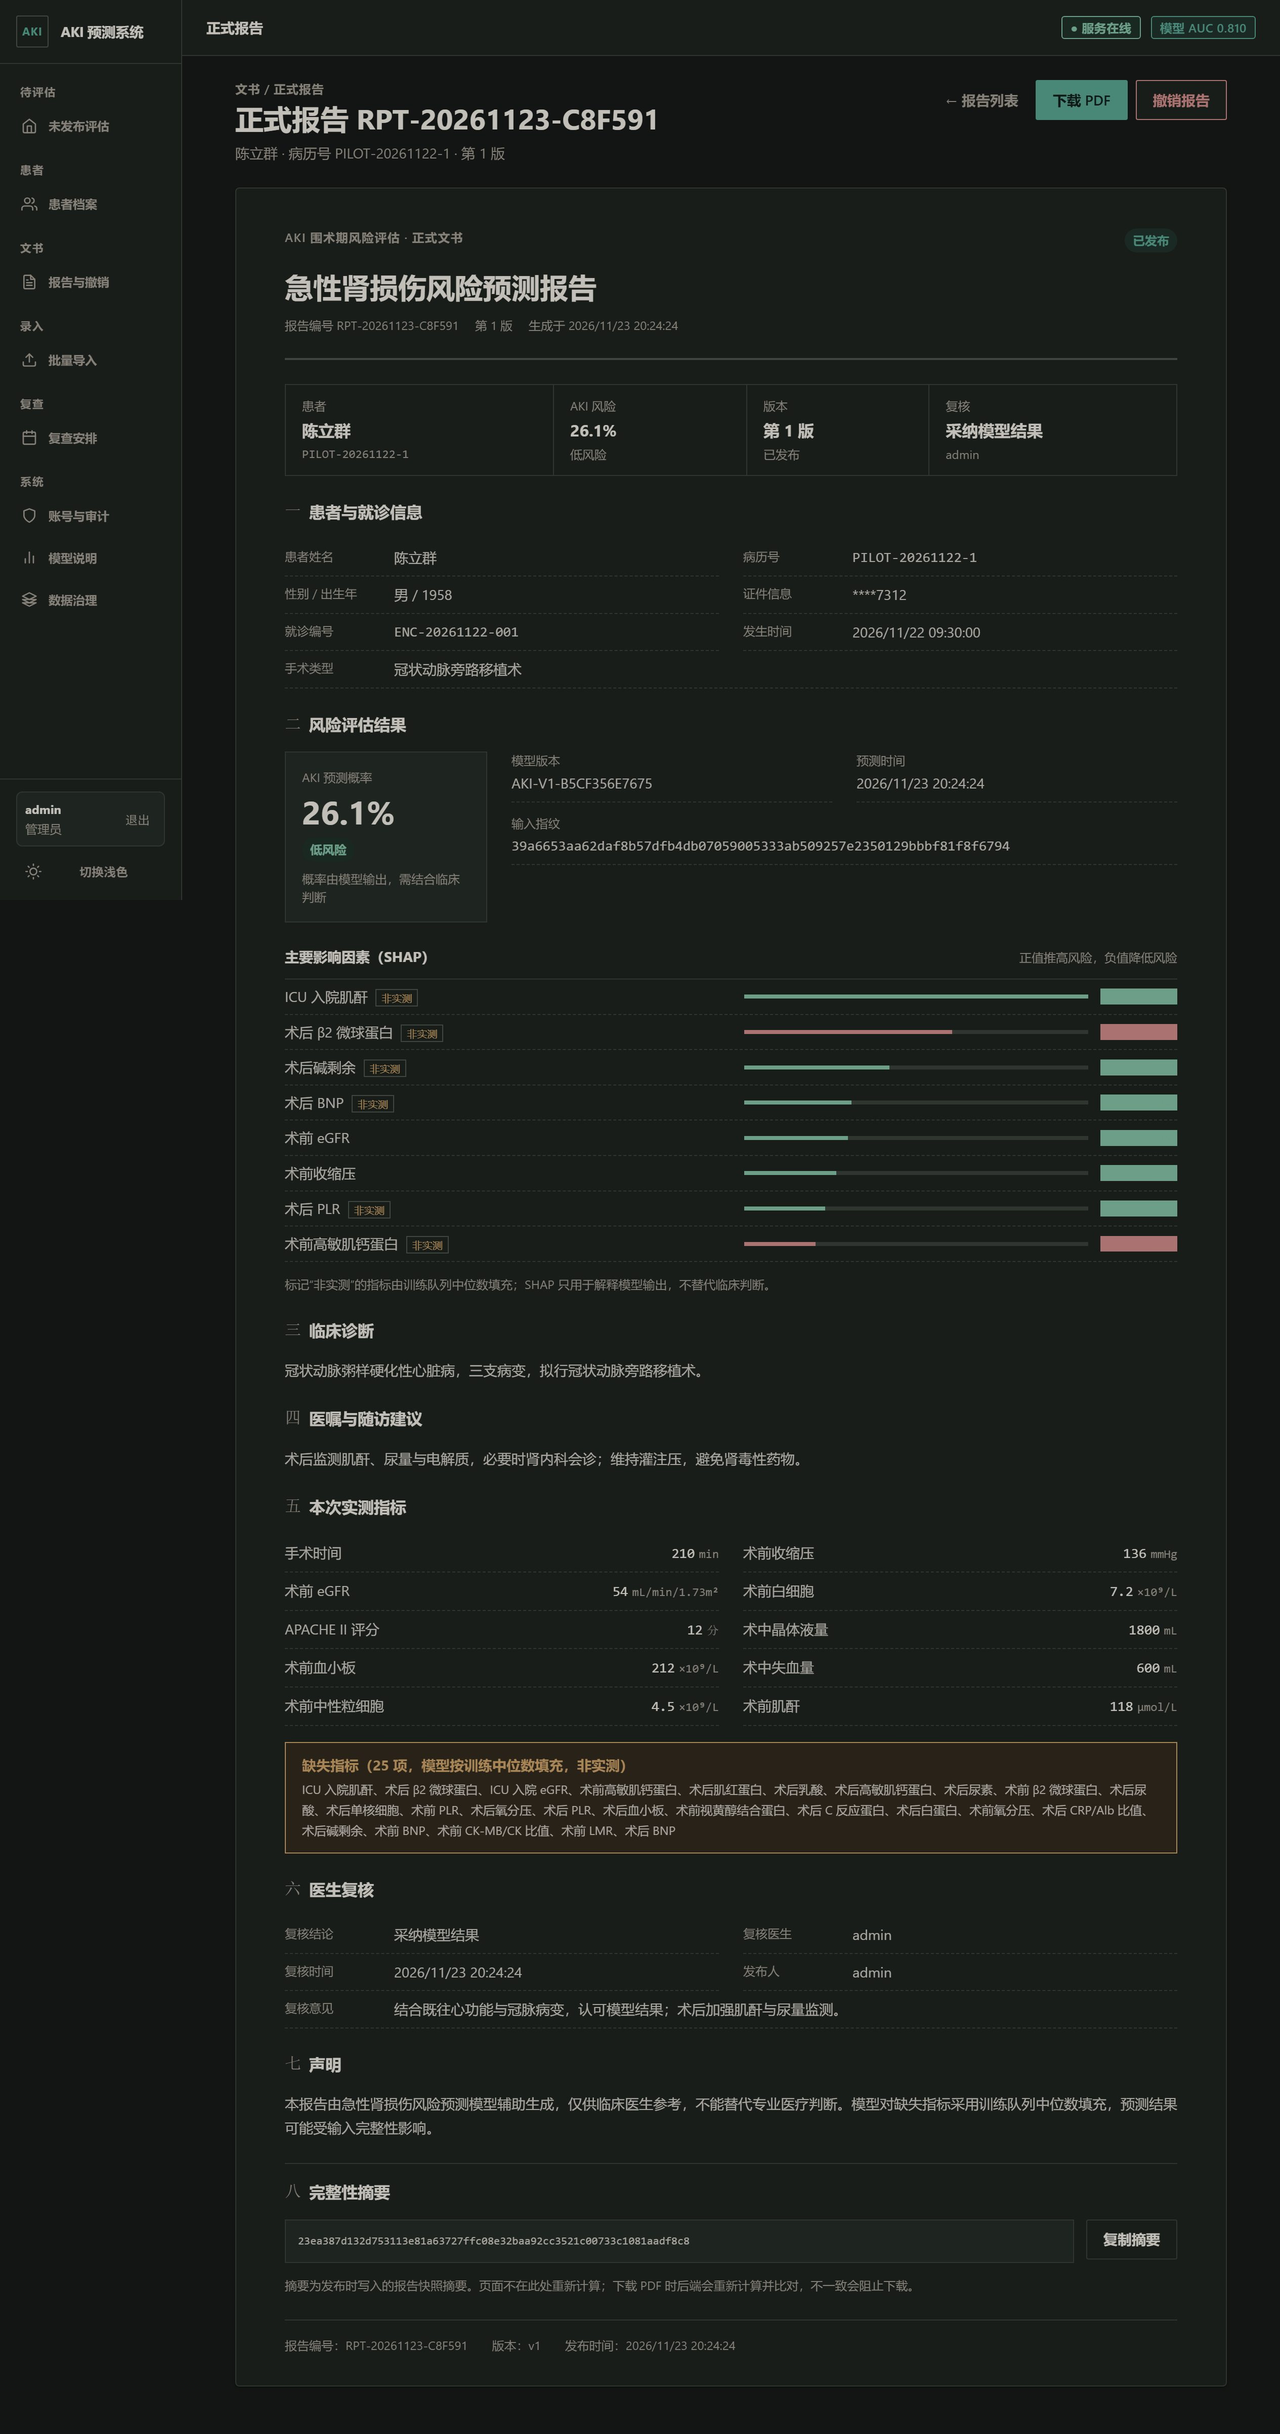 AKI
AKI 预测系统
待评估
未发布评估
患者
患者档案
文书
报告与撤销
录入
批量导入
复查
复查安排
系统
账号与审计
模型说明
数据治理
admin
管理员
退出
切换浅色
正式报告
服务在线
模型 AUC 0.810
文书 / 正式报告
正式报告 RPT-20261123-C8F591
陈立群 · 病历号 PILOT-20261122-1 · 第 1 版
← 报告列表
下载 PDF
撤销报告
AKI 围术期风险评估 · 正式文书
已发布
急性肾损伤风险预测报告
报告编号 RPT-20261123-C8F591 第 1 版 生成于 2026/11/23 20:24:24
患者
陈立群
PILOT-20261122-1
AKI 风险
26.1%
低风险
版本
第 1 版
已发布
复核
采纳模型结果
admin
一 患者与就诊信息
患者姓名 陈立群
病历号 PILOT-20261122-1
性别 / 出生年 男 / 1958
证件信息 ****7312
就诊编号 ENC-20261122-001
发生时间 2026/11/22 09:30:00
手术类型 冠状动脉旁路移植术
二 风险评估结果
AKI 预测概率
26.1%
低风险
概率由模型输出，需结合临床
判断
模型版本
AKI-V1-B5CF356E7675
预测时间
2026/11/23 20:24:24
输入指纹
39a6653aa62daf8b57dfb4db07059005333ab509257e2350129bbbf81f8f6794
主要影响因素（SHAP）
正值推高风险，负值降低风险
ICU 入院肌酐 非实测
术后 β2 微球蛋白 非实测
术后碱剩余 非实测
术后 BNP 非实测
术前 eGFR
术前收缩压
术后 PLR 非实测
术前高敏肌钙蛋白 非实测
标记“非实测”的指标由训练队列中位数填充；SHAP 只用于解释模型输出，不替代临床判断。
三 临床诊断
冠状动脉粥样硬化性心脏病，三支病变，拟行冠状动脉旁路移植术。
四 医嘱与随访建议
术后监测肌酐、尿量与电解质，必要时肾内科会诊；维持灌注压，避免肾毒性药物。
五 本次实测指标
手术时间 210 min
术前收缩压 136 mmHg
术前 eGFR 54 mL/min/1.73m²
术前白细胞 7.2 ×10⁹/L
APACHE II 评分 12 分
术中晶体液量 1800 mL
术前血小板 212 ×10⁹/L
术中失血量 600 mL
术前中性粒细胞 4.5 ×10⁹/L
术前肌酐 118 μmol/L
缺失指标（25 项，模型按训练中位数填充，非实测）
ICU 入院肌酐、术后 β2 微球蛋白、ICU 入院 eGFR、术前高敏肌钙蛋白、术后肌红蛋白、术后乳酸、术后高敏肌钙蛋白、术后尿素、术前 β2 微球蛋白、术后尿
酸、术后单核细胞、术前 PLR、术后氧分压、术后 PLR、术后血小板、术前视黄醇结合蛋白、术后 C 反应蛋白、术后白蛋白、术前氧分压、术后 CRP/Alb 比值、
术后碱剩余、术前 BNP、术前 CK-MB/CK 比值、术前 LMR、术后 BNP
六 医生复核
复核结论 采纳模型结果
复核医生 admin
复核时间 2026/11/23 20:24:24
发布人 admin
复核意见 结合既往心功能与冠脉病变，认可模型结果；术后加强肌酐与尿量监测。
七 声明
本报告由急性肾损伤风险预测模型辅助生成，仅供临床医生参考，不能替代专业医疗判断。模型对缺失指标采用训练队列中位数填充，预测结果
可能受输入完整性影响。
八 完整性摘要
23ea387d132d753113e81a63727ffc08e32baa92cc3521c00733c1081aadf8c8
复制摘要
摘要为发布时写入的报告快照摘要。页面不在此处重新计算；下载 PDF 时后端会重新计算并比对，不一致会阻止下载。
报告编号：RPT-20261123-C8F591 版本：v1 发布时间：2026/11/23 20:24:24